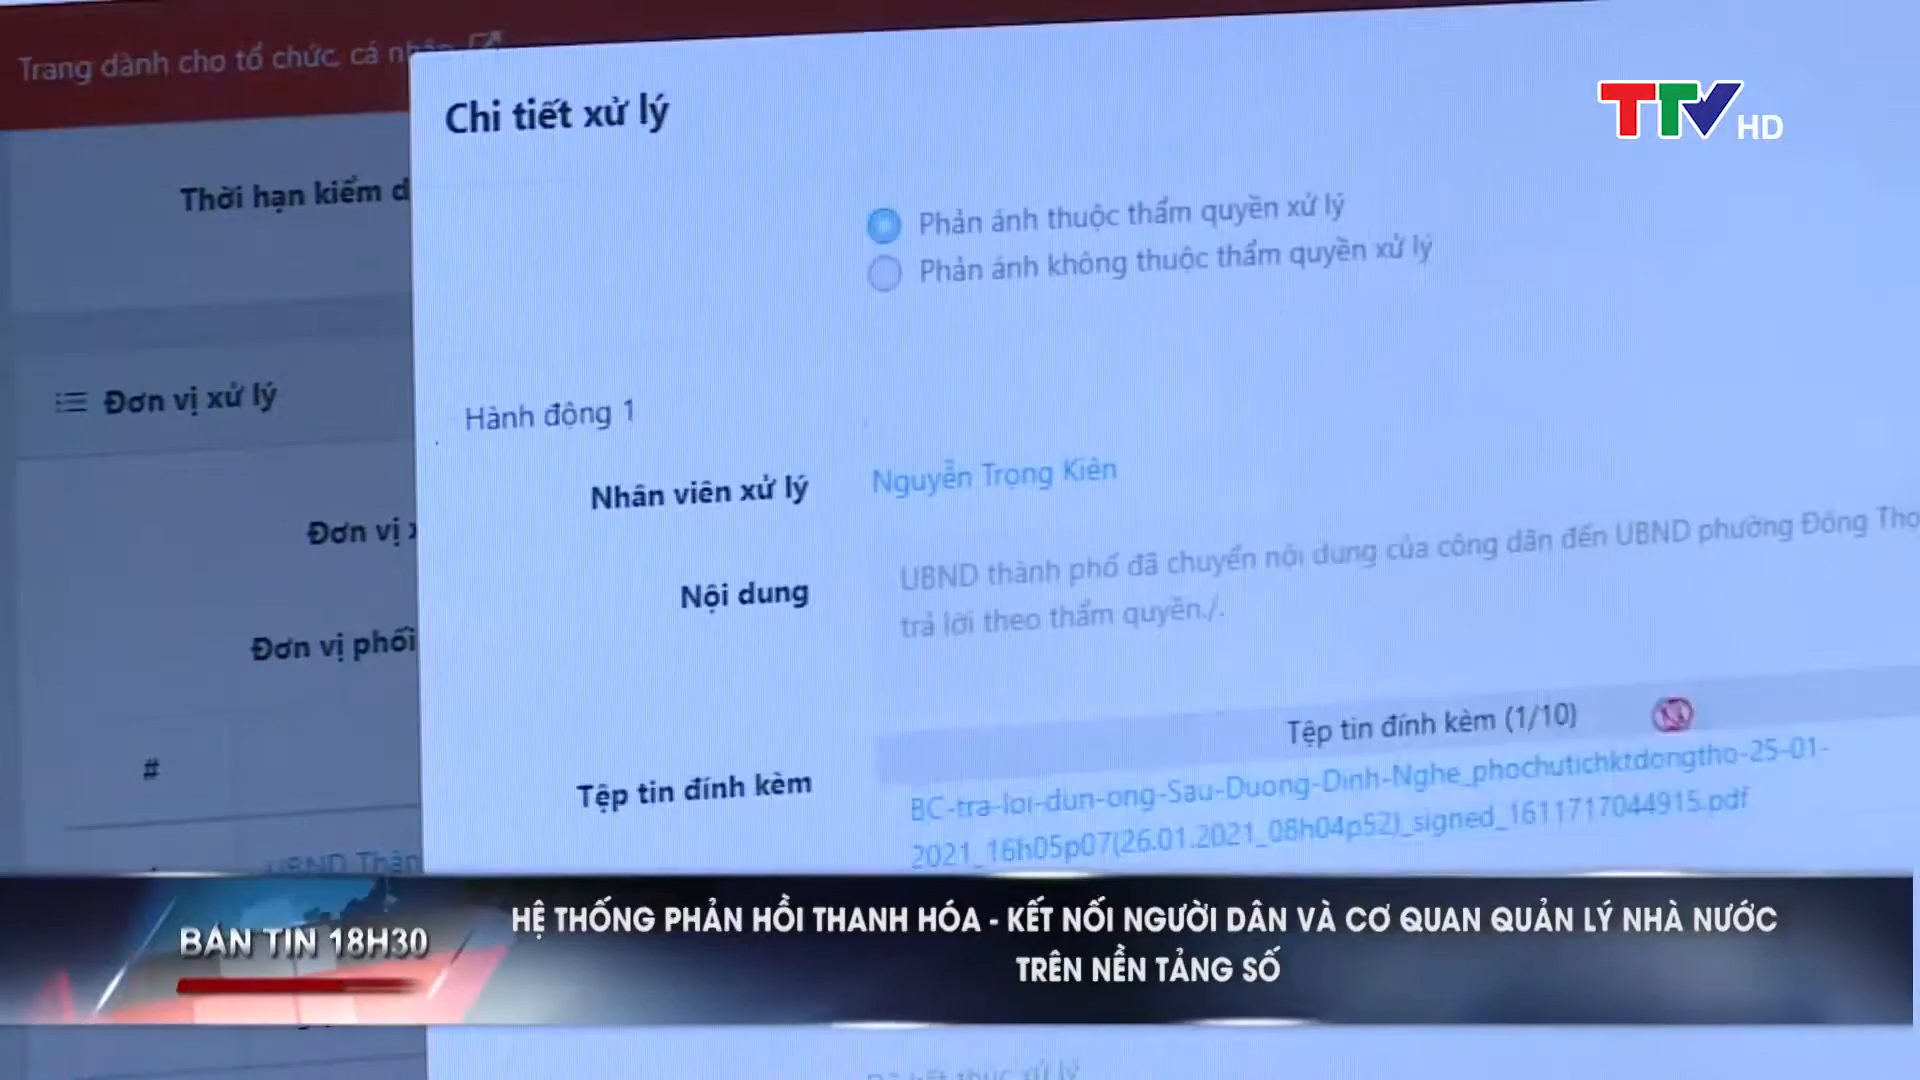 Trang dành cho tổ chức, cá nhân
TTV HD
Chi tiết xử lý
Thời hạn kiểm d
Phản ánh thuộc thẩm quyền xử lý
Phản ánh không thuộc thẩm quyền xử lý
Đơn vị xử lý
Hành động 1
Nhân viên xử lý
Nguyễn Trọng Kiên
Đơn vị x
Nội dung
UBND thành phố đã chuyển nội dung của công dân đến UBND phường Đông Thọ
trả lời theo thẩm quyền./.
Đơn vị phối
Tệp tin đính kèm (1/10)
#
Tệp tin đính kèm
BC-tra-loi-dun-ong-Sau-Duong-Dinh-Nghe_phochutichktdongtho-25-01-
2021_16h05p07(26.01.2021_08h04p52)_signed_1611717044915.pdf
UBND Thàn
BẢN TIN 18H30
HỆ THỐNG PHẢN HỒI THANH HÓA - KẾT NỐI NGƯỜI DÂN VÀ CƠ QUAN QUẢN LÝ NHÀ NƯỚC
TRÊN NỀN TẢNG SỐ